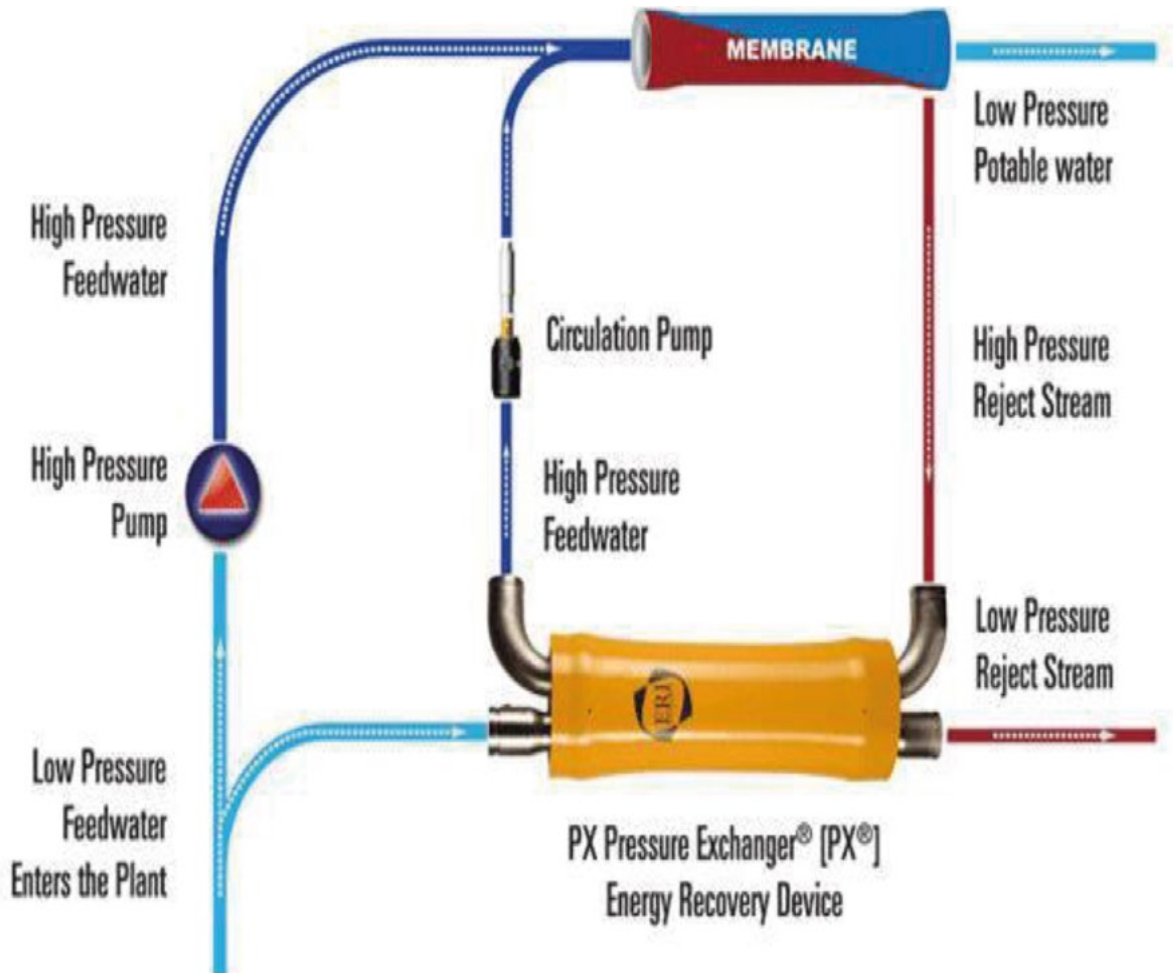 MEMBRANE
Low Pressure
Potable water
High Pressure
Feedwater
Circulation Pump
High Pressure
Reject Stream
High Pressure
Pump
High Pressure
Feedwater
Low Pressure
Reject Stream
ERI
Low Pressure
Feedwater
Enters the Plant
PX Pressure Exchanger® [PX®]
Energy Recovery Device